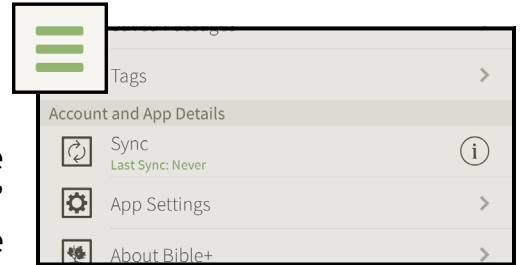 Tags
Account and App Details
Sync
Last Sync: Never
App Settings
About Bible+